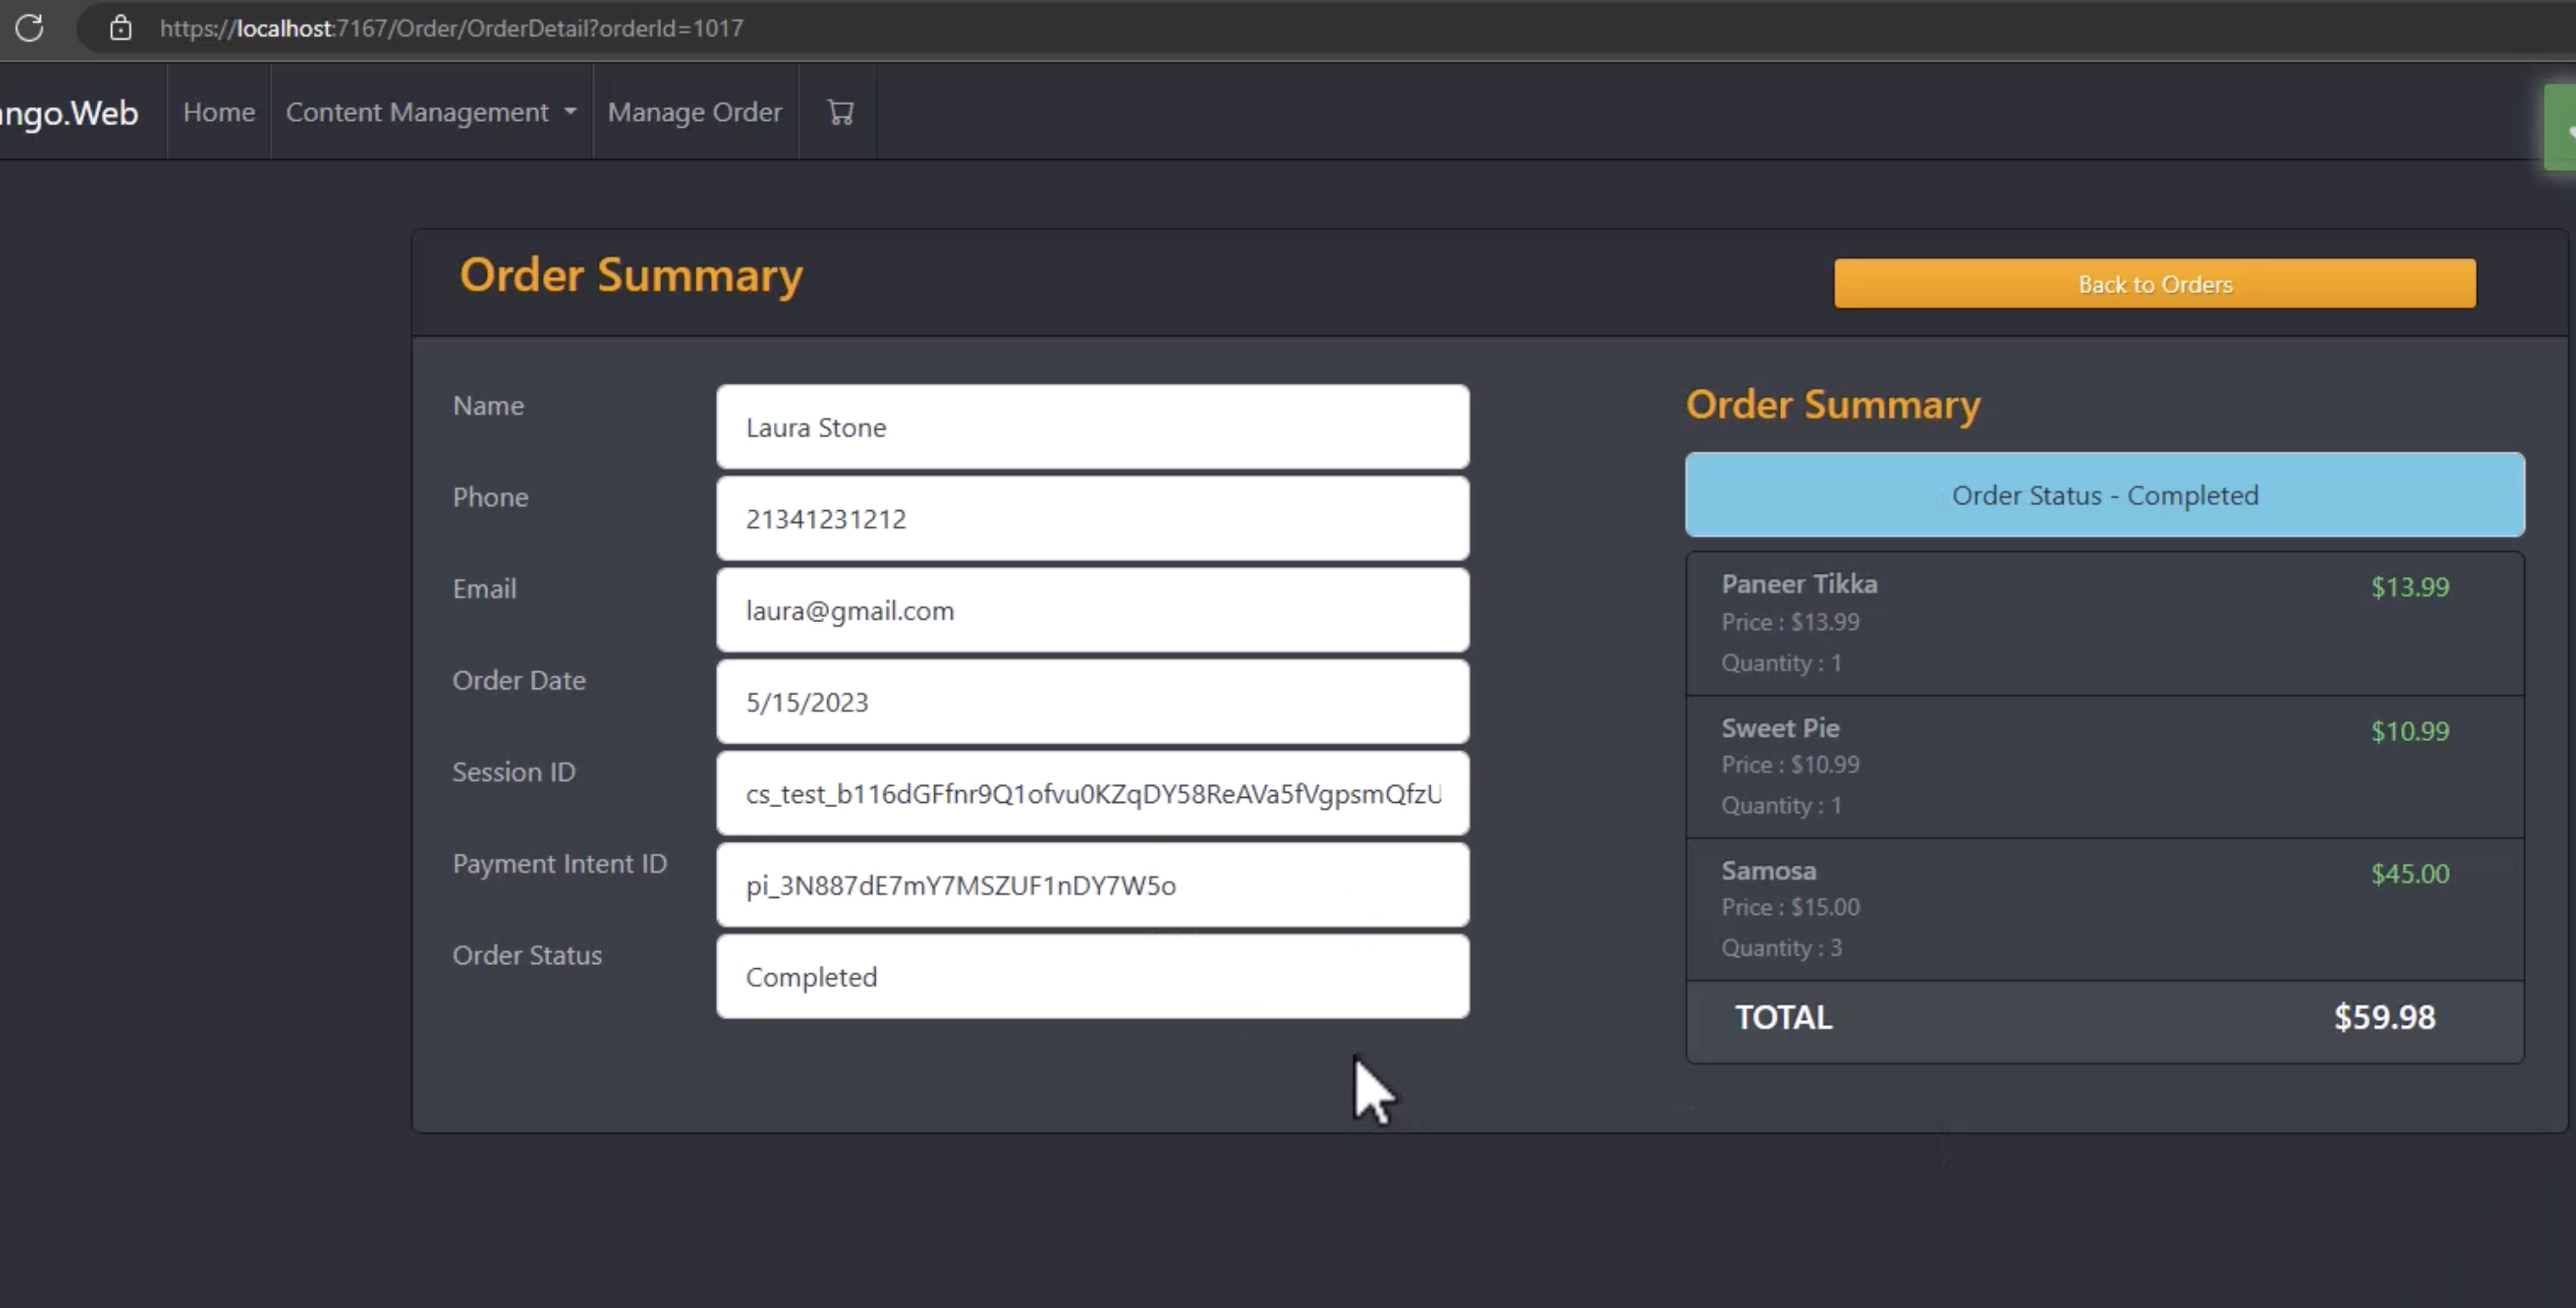 https://localhost:7167/Order/OrderDetail?orderId=1017
ango.Web Home Content Management Manage Order
Order Summary
Back to Orders
Name
Laura Stone
Phone
21341231212
Email
laura@gmail.com
Order Date
5/15/2023
Session ID
cs_test_b116dGFfnr9Q1ofvu0KZqDY58ReAVa5fVgpsmQfzU
Payment Intent ID
pi_3N887dE7mY7MSZUF1nDY7W5o
Order Status
Completed
Order Summary
Order Status - Completed
Paneer Tikka $13.99
Price : $13.99
Quantity : 1
Sweet Pie $10.99
Price : $10.99
Quantity : 1
Samosa $45.00
Price : $15.00
Quantity : 3
TOTAL $59.98